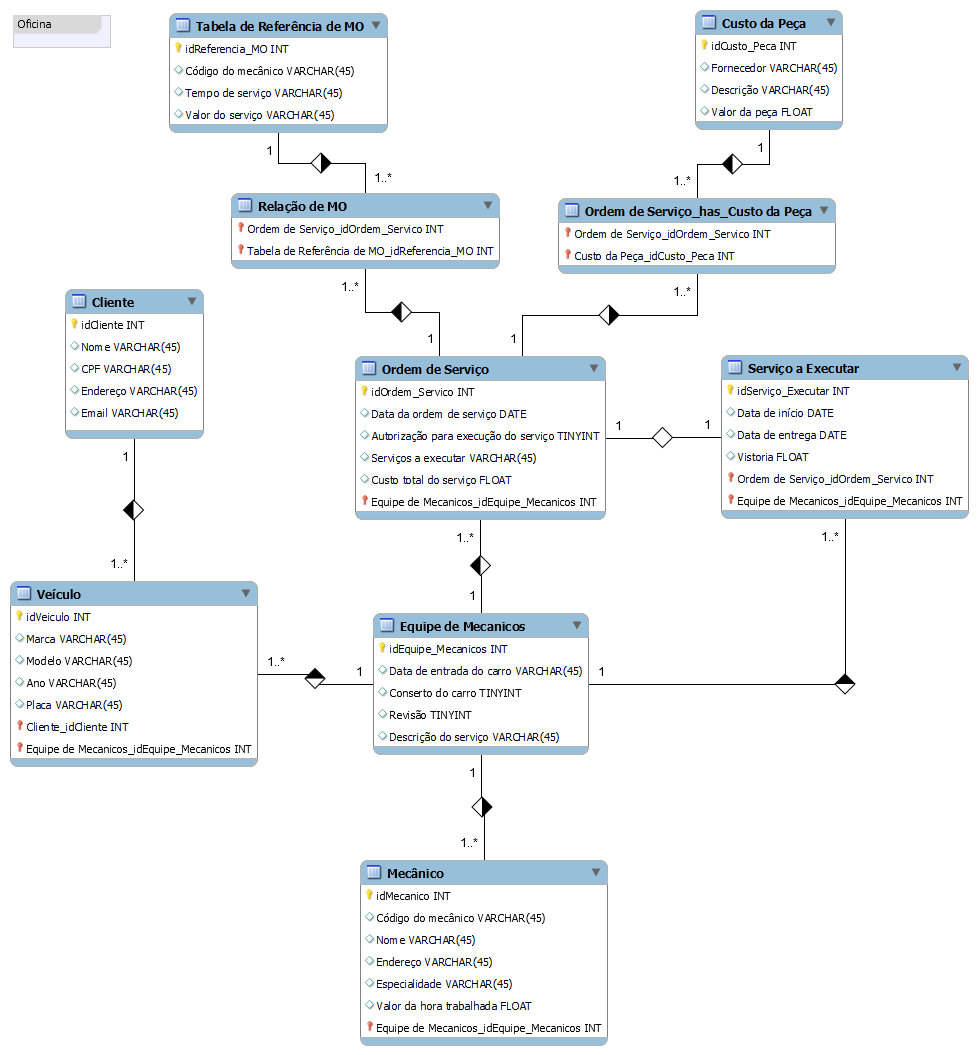 Oficina
Tabela de Referência de MO
idReferencia_MO INT
Código do mecânico VARCHAR(45)
Tempo de serviço VARCHAR(45)
Valor do serviço VARCHAR(45)
Custo da Peça
idCusto_Peca INT
Fornecedor VARCHAR(45)
Descrição VARCHAR(45)
Valor da peça FLOAT
1
1..*
1
1..*
Relação de MO
Ordem de Serviço_idOrdem_Servico INT
Tabela de Referência de MO_idReferencia_MO INT
Ordem de Serviço_has_Custo da Peça
Ordem de Serviço_idOrdem_Servico INT
Custo da Peça_idCusto_Peca INT
1..*
1
1..*
1
Cliente
idCliente INT
Nome VARCHAR(45)
CPF VARCHAR(45)
Endereço VARCHAR(45)
Email VARCHAR(45)
Ordem de Serviço
idOrdem_Servico INT
Data da ordem de serviço DATE
Autorização para execução do serviço TINYINT
Serviços a executar VARCHAR(45)
Custo total do serviço FLOAT
Equipe de Mecanicos_idEquipe_Mecanicos INT
1
1
Serviço a Executar
idServiço_Executar INT
Data de início DATE
Data de entrega DATE
Vistoria FLOAT
Ordem de Serviço_idOrdem_Servico INT
Equipe de Mecanicos_idEquipe_Mecanicos INT
1
1..*
1..*
1
1..*
Veículo
idVeiculo INT
Marca VARCHAR(45)
Modelo VARCHAR(45)
Ano VARCHAR(45)
Placa VARCHAR(45)
Cliente_idCliente INT
Equipe de Mecanicos_idEquipe_Mecanicos INT
1..*
1
Equipe de Mecanicos
idEquipe_Mecanicos INT
Data de entrada do carro VARCHAR(45)
Conserto do carro TINYINT
Revisão TINYINT
Descrição do serviço VARCHAR(45)
1
1
1..*
Mecânico
idMecanico INT
Código do mecânico VARCHAR(45)
Nome VARCHAR(45)
Endereço VARCHAR(45)
Especialidade VARCHAR(45)
Valor da hora trabalhada FLOAT
Equipe de Mecanicos_idEquipe_Mecanicos INT